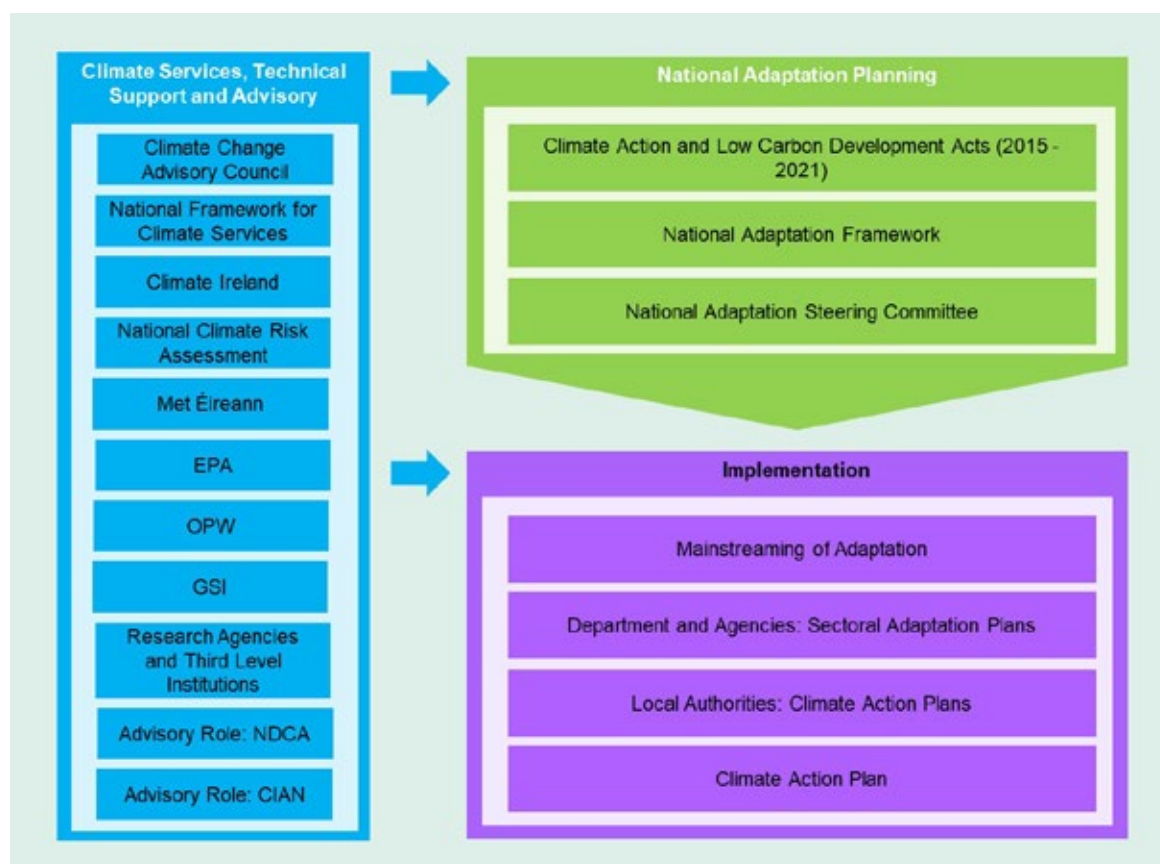 Climate Services, Technical
Support and Advisory
Climate Change
Advisory Council
National Framework for
Climate Services
Climate Ireland
National Climate Risk
Assessment
Met Éireann
EPA
OPW
GSI
Research Agencies
and Third Level
Institutions
Advisory Role: NDCA
Advisory Role: CIAN
National Adaptation Planning
Climate Action and Low Carbon Development Acts (2015 -
2021)
National Adaptation Framework
National Adaptation Steering Committee
Implementation
Mainstreaming of Adaptation
Department and Agencies: Sectoral Adaptation Plans
Local Authorities: Climate Action Plans
Climate Action Plan